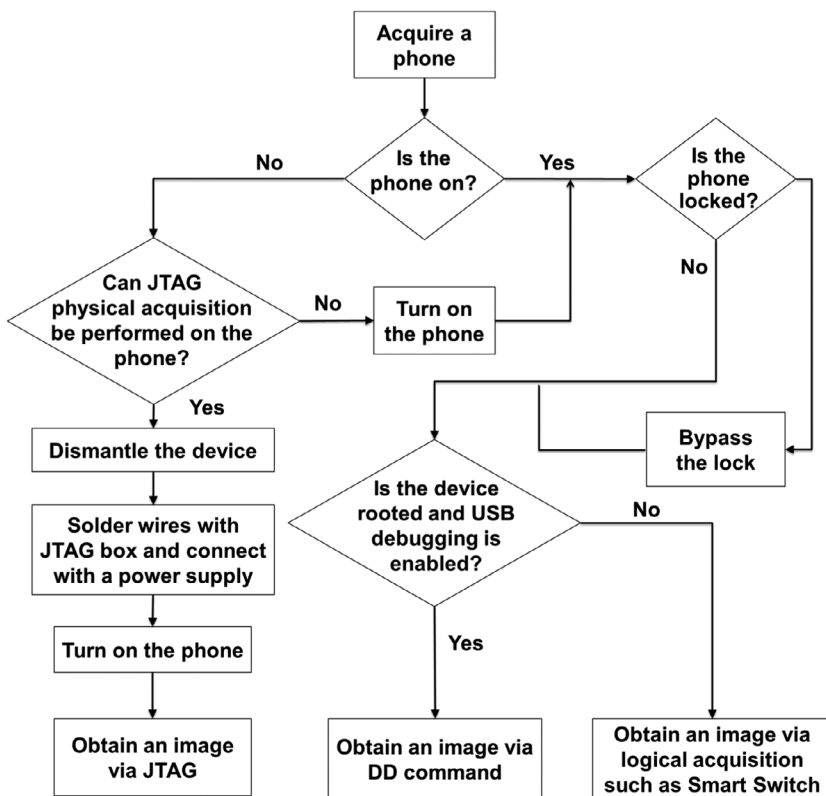 Acquire a
phone
Is the
phone on?
No
Yes
Is the
phone
locked?
No
Can JTAG
physical acquisition
be performed on the
phone?
No
Turn on
the phone
Yes
Dismantle the device
Bypass
the lock
Is the device
rooted and USB
debugging is
enabled?
No
Solder wires with
JTAG box and connect
with a power supply
Turn on the phone
Yes
Obtain an image
via JTAG
Obtain an image via
DD command
Obtain an image via
logical acquisition
such as Smart Switch